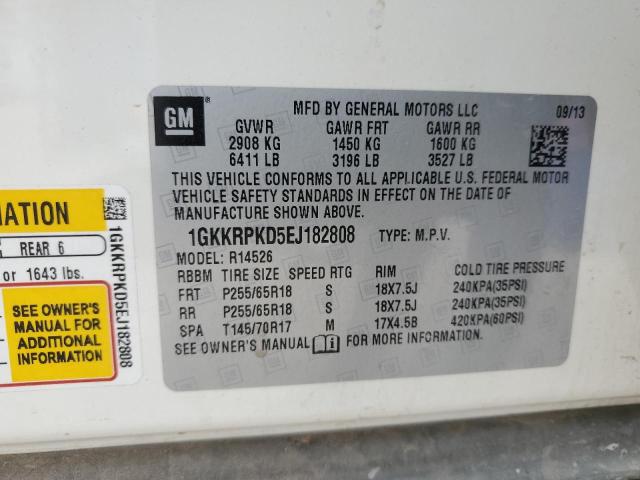 GM
MFD BY GENERAL MOTORS LLC 09/13
GVWR GAWR FRT GAWR RR
2908 KG 1450 KG 1600 KG
6411 LB 3196 LB 3527 LB
THIS VEHICLE CONFORMS TO ALL APPLICABLE U.S. FEDERAL MOTOR
VEHICLE SAFETY STANDARDS IN EFFECT ON THE DATE OF
MANUFACTURE SHOWN ABOVE.
1GKKRPKD5EJ182808 TYPE: M.P.V.
MODEL: R14526
RBBM TIRE SIZE SPEED RTG RIM COLD TIRE PRESSURE
FRT P255/65R18 S 18X7.5J 240KPA(35PSI)
RR P255/65R18 S 18X7.5J 240KPA(35PSI)
SPA T145/70R17 M 17X4.5B 420KPA(60PSI)
SEE OWNER'S MANUAL FOR MORE INFORMATION.
REAR 6
or 1643 lbs.
SEE OWNER'S
MANUAL FOR
ADDITIONAL
INFORMATION
1GKKRPKD5EJ182808